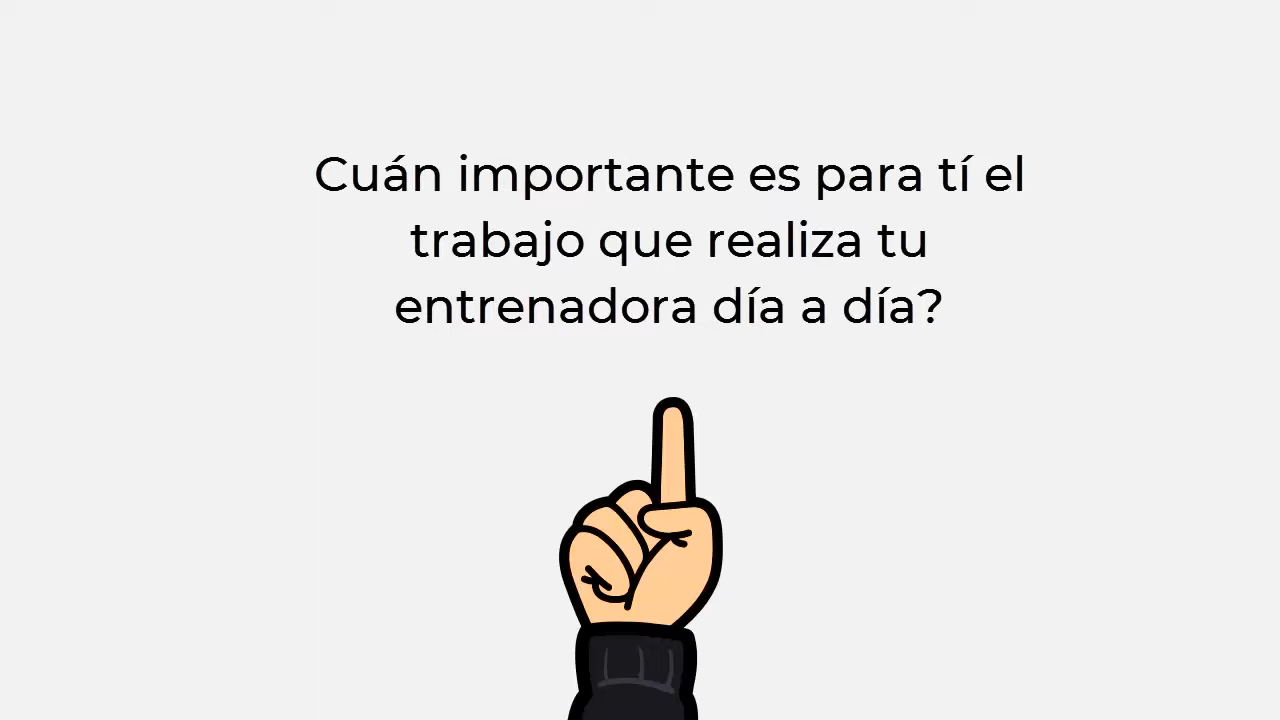 Cuán importante es para tí el
trabajo que realiza tu
entrenadora día a día?